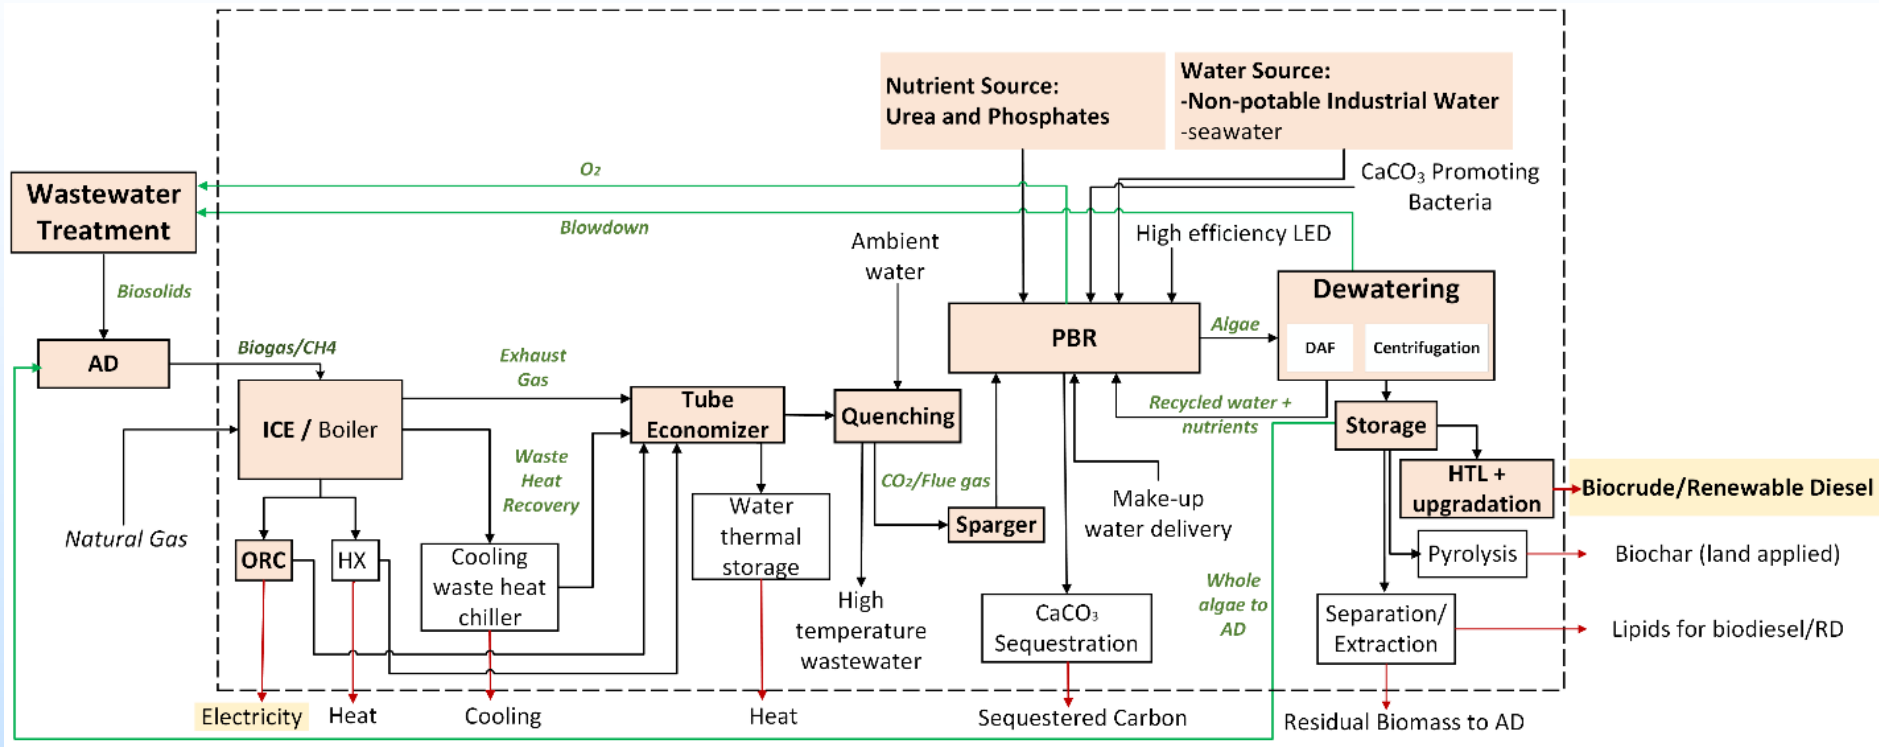 Nutrient Source:
Urea and Phosphates
Water Source:
-Non-potable Industrial Water
-seawater
CaCO₃ Promoting
Bacteria
O₂
Wastewater
Treatment
Blowdown
High efficiency LED
Ambient
water
Biosolids
Dewatering
DAF
Centrifugation
PBR
Algae
AD
Biogas/CH4
Exhaust
Gas
ICE / Boiler
Tube
Economizer
Quenching
Recycled water +
nutrients
Storage
Waste
Heat
Recovery
CO₂/Flue gas
HTL +
upgradation
Biocrude/Renewable Diesel
Natural Gas
Water
thermal
storage
Sparger
Make-up
water delivery
ORC
HX
Cooling
waste heat
chiller
Pyrolysis
Biochar (land applied)
Whole
algae to
AD
High
temperature
wastewater
CaCO₃
Sequestration
Separation/
Extraction
Lipids for biodiesel/RD
Electricity
Heat
Cooling
Heat
Sequestered Carbon
Residual Biomass to AD